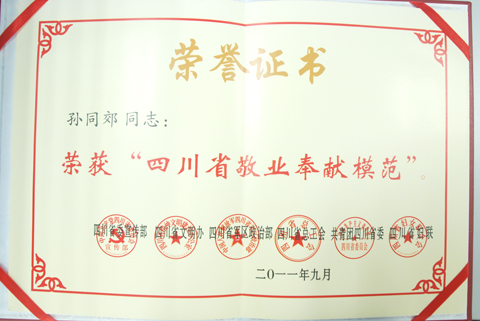 荣誉证书
孙同郊 同志：
荣获“四川省敬业奉献模范”。
四川省委宣传部 四川省文明办 四川省军区政治部 四川省总工会 共青团四川省委 四川省妇联
二〇一一年九月